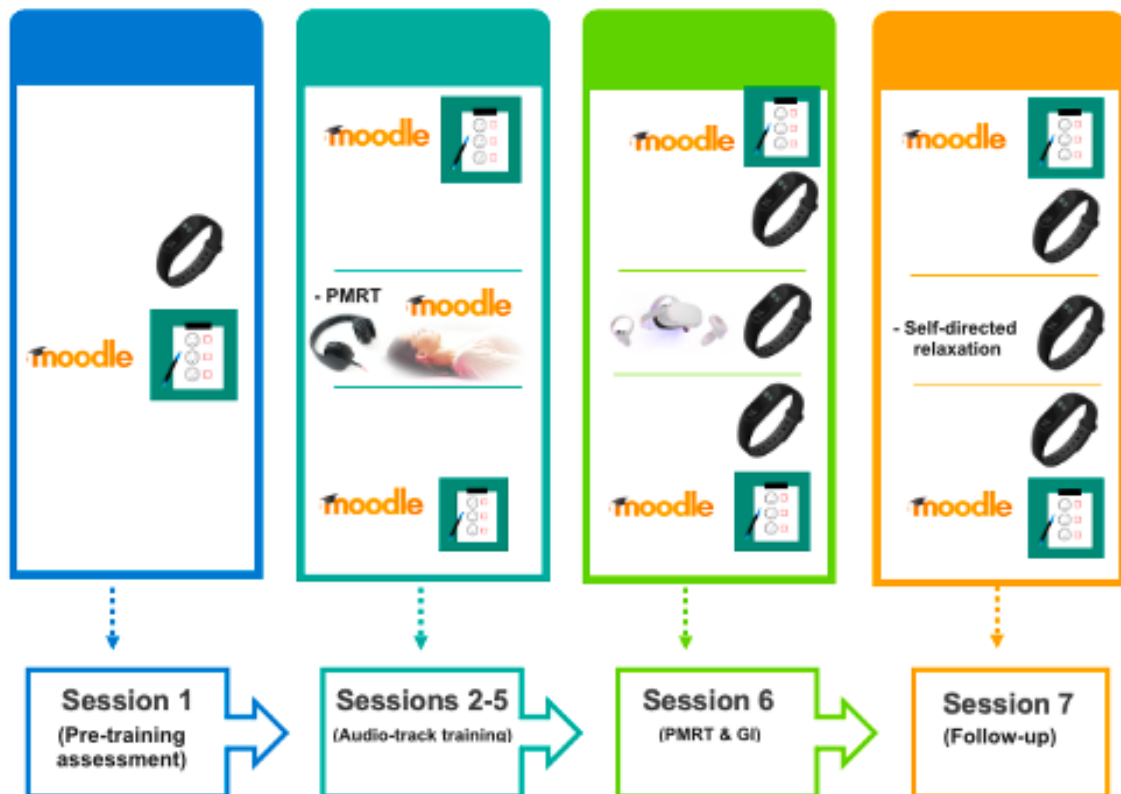 moodle
moodle
moodle
moodle
- PMRT
moodle
- Self-directed
relaxation
moodle
moodle
moodle
moodle
Session 1
(Pre-training
assessment)
Sessions 2-5
(Audio-track training)
Session 6
(PMRT & GI)
Session 7
(Follow-up)